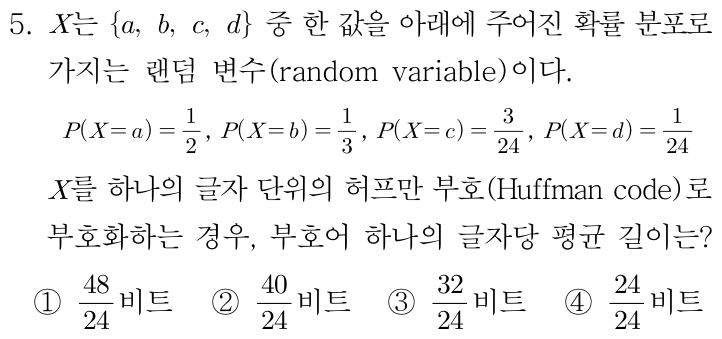 5. X는 {a, b, c, d} 중 한 값을 아래에 주어진 확률 분포로
가지는 랜덤 변수(random variable)이다.
P(X=a)=1/2, P(X=b)=1/3, P(X=c)=3/24, P(X=d)=1/24
X를 하나의 글자 단위의 허프만 부호(Huffman code)로
부호화하는 경우, 부호어 하나의 글자당 평균 길이는?
① 48/24 비트 ② 40/24 비트 ③ 32/24 비트 ④ 24/24 비트